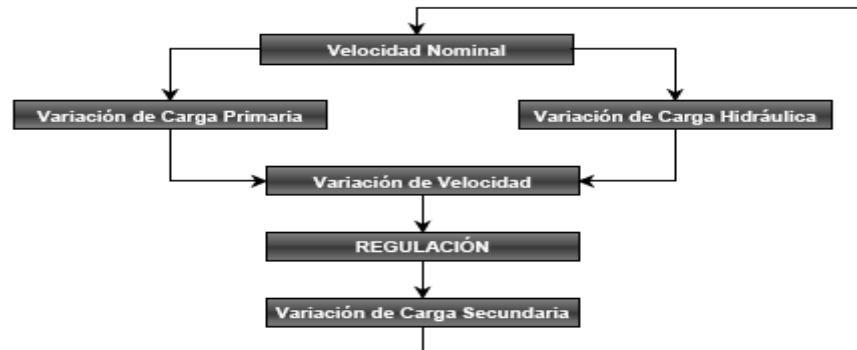 Velocidad Nominal
Variación de Carga Primaria
Variación de Carga Hidráulica
Variación de Velocidad
REGULACIÓN
Variación de Carga Secundaria